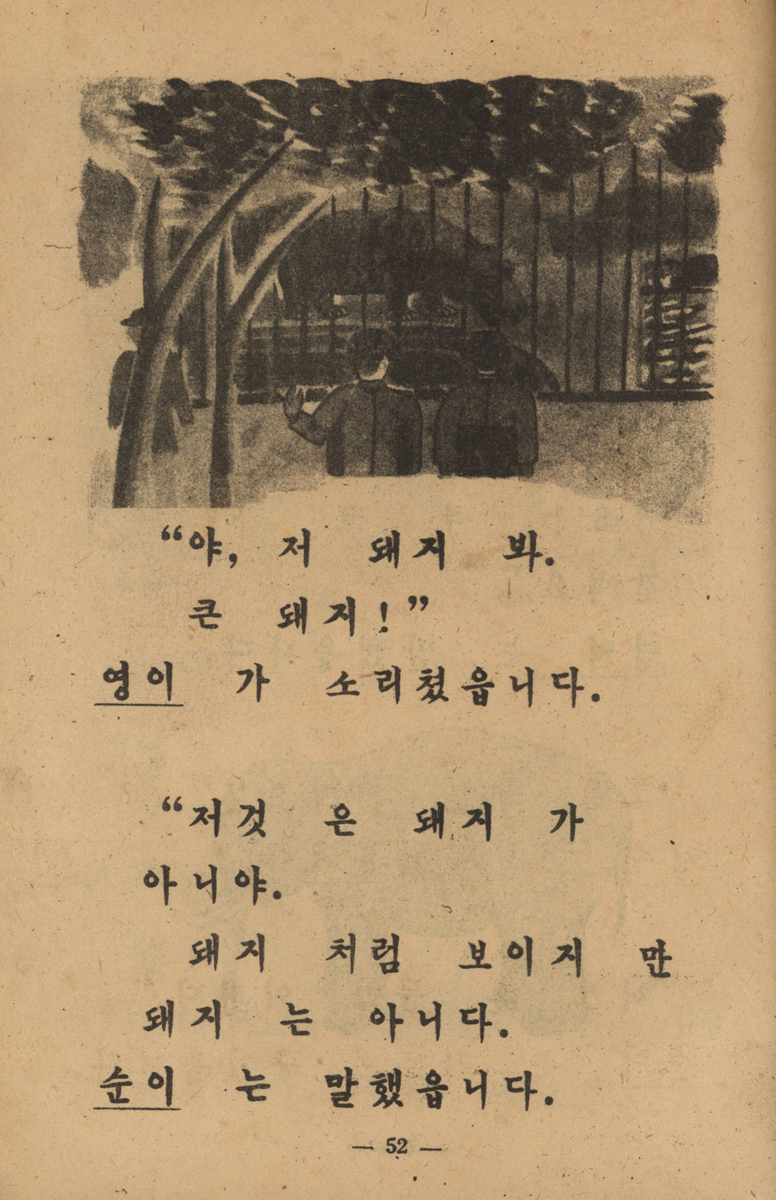 “야, 저 돼지 봐.
큰 돼지!”
영이 가 소리쳤읍니다.
“저것 은 돼지 가
아니야.
돼지 처럼 보이지 만
돼지 는 아니다.
순이 는 말했읍니다.
— 52 —